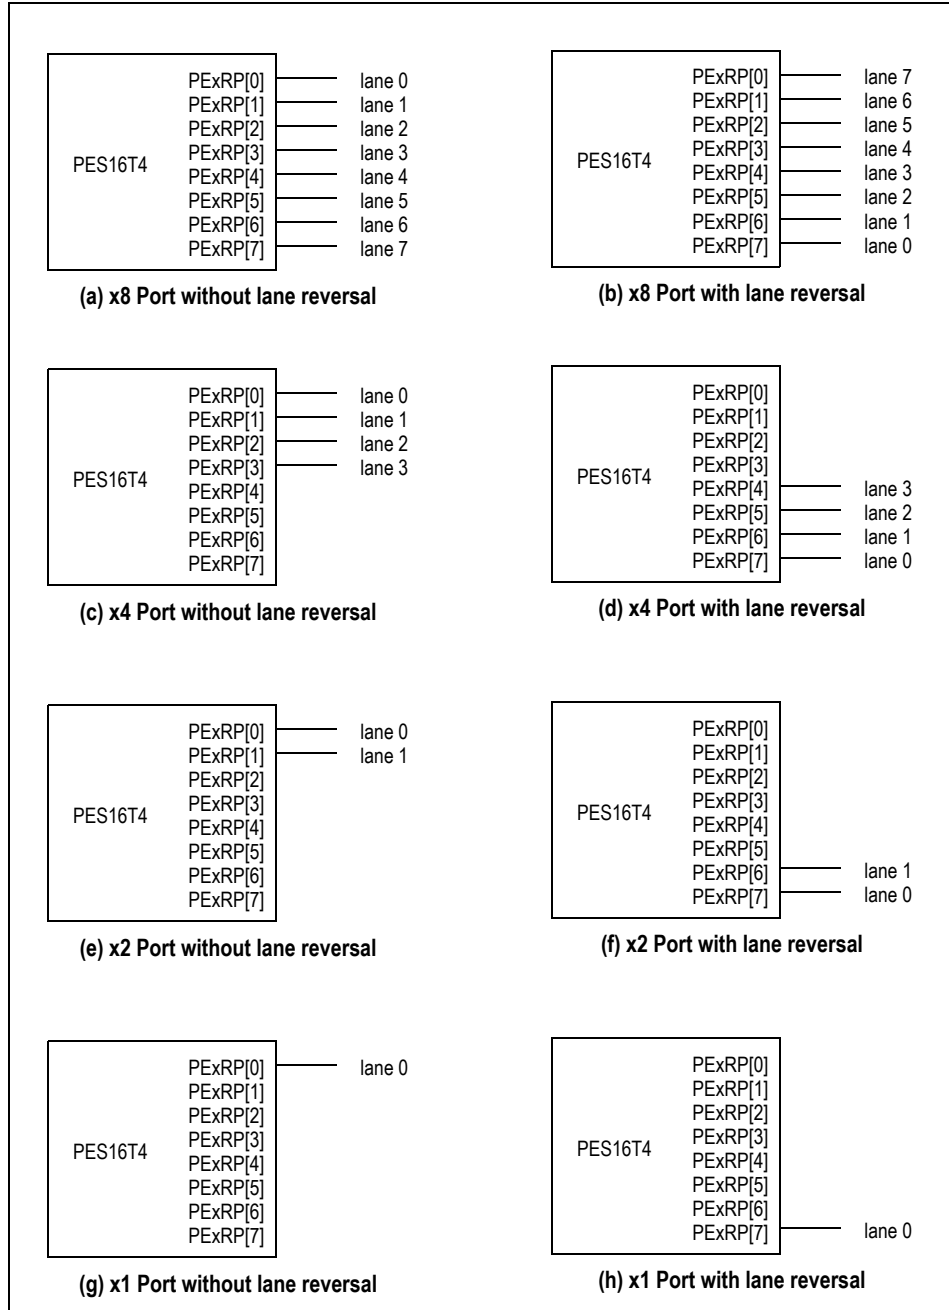 PES16T4
PExRP[0] lane 0
PExRP[1] lane 1
PExRP[2] lane 2
PExRP[3] lane 3
PExRP[4] lane 4
PExRP[5] lane 5
PExRP[6] lane 6
PExRP[7] lane 7
(a) x8 Port without lane reversal
PES16T4
PExRP[0] lane 7
PExRP[1] lane 6
PExRP[2] lane 5
PExRP[3] lane 4
PExRP[4] lane 3
PExRP[5] lane 2
PExRP[6] lane 1
PExRP[7] lane 0
(b) x8 Port with lane reversal
PES16T4
PExRP[0] lane 0
PExRP[1] lane 1
PExRP[2] lane 2
PExRP[3] lane 3
PExRP[4]
PExRP[5]
PExRP[6]
PExRP[7]
(c) x4 Port without lane reversal
PES16T4
PExRP[0]
PExRP[1]
PExRP[2]
PExRP[3]
PExRP[4] lane 3
PExRP[5] lane 2
PExRP[6] lane 1
PExRP[7] lane 0
(d) x4 Port with lane reversal
PES16T4
PExRP[0] lane 0
PExRP[1] lane 1
PExRP[2]
PExRP[3]
PExRP[4]
PExRP[5]
PExRP[6]
PExRP[7]
(e) x2 Port without lane reversal
PES16T4
PExRP[0]
PExRP[1]
PExRP[2]
PExRP[3]
PExRP[4]
PExRP[5]
PExRP[6] lane 1
PExRP[7] lane 0
(f) x2 Port with lane reversal
PES16T4
PExRP[0] lane 0
PExRP[1]
PExRP[2]
PExRP[3]
PExRP[4]
PExRP[5]
PExRP[6]
PExRP[7]
(g) x1 Port without lane reversal
PES16T4
PExRP[0]
PExRP[1]
PExRP[2]
PExRP[3]
PExRP[4]
PExRP[5]
PExRP[6]
PExRP[7] lane 0
(h) x1 Port with lane reversal